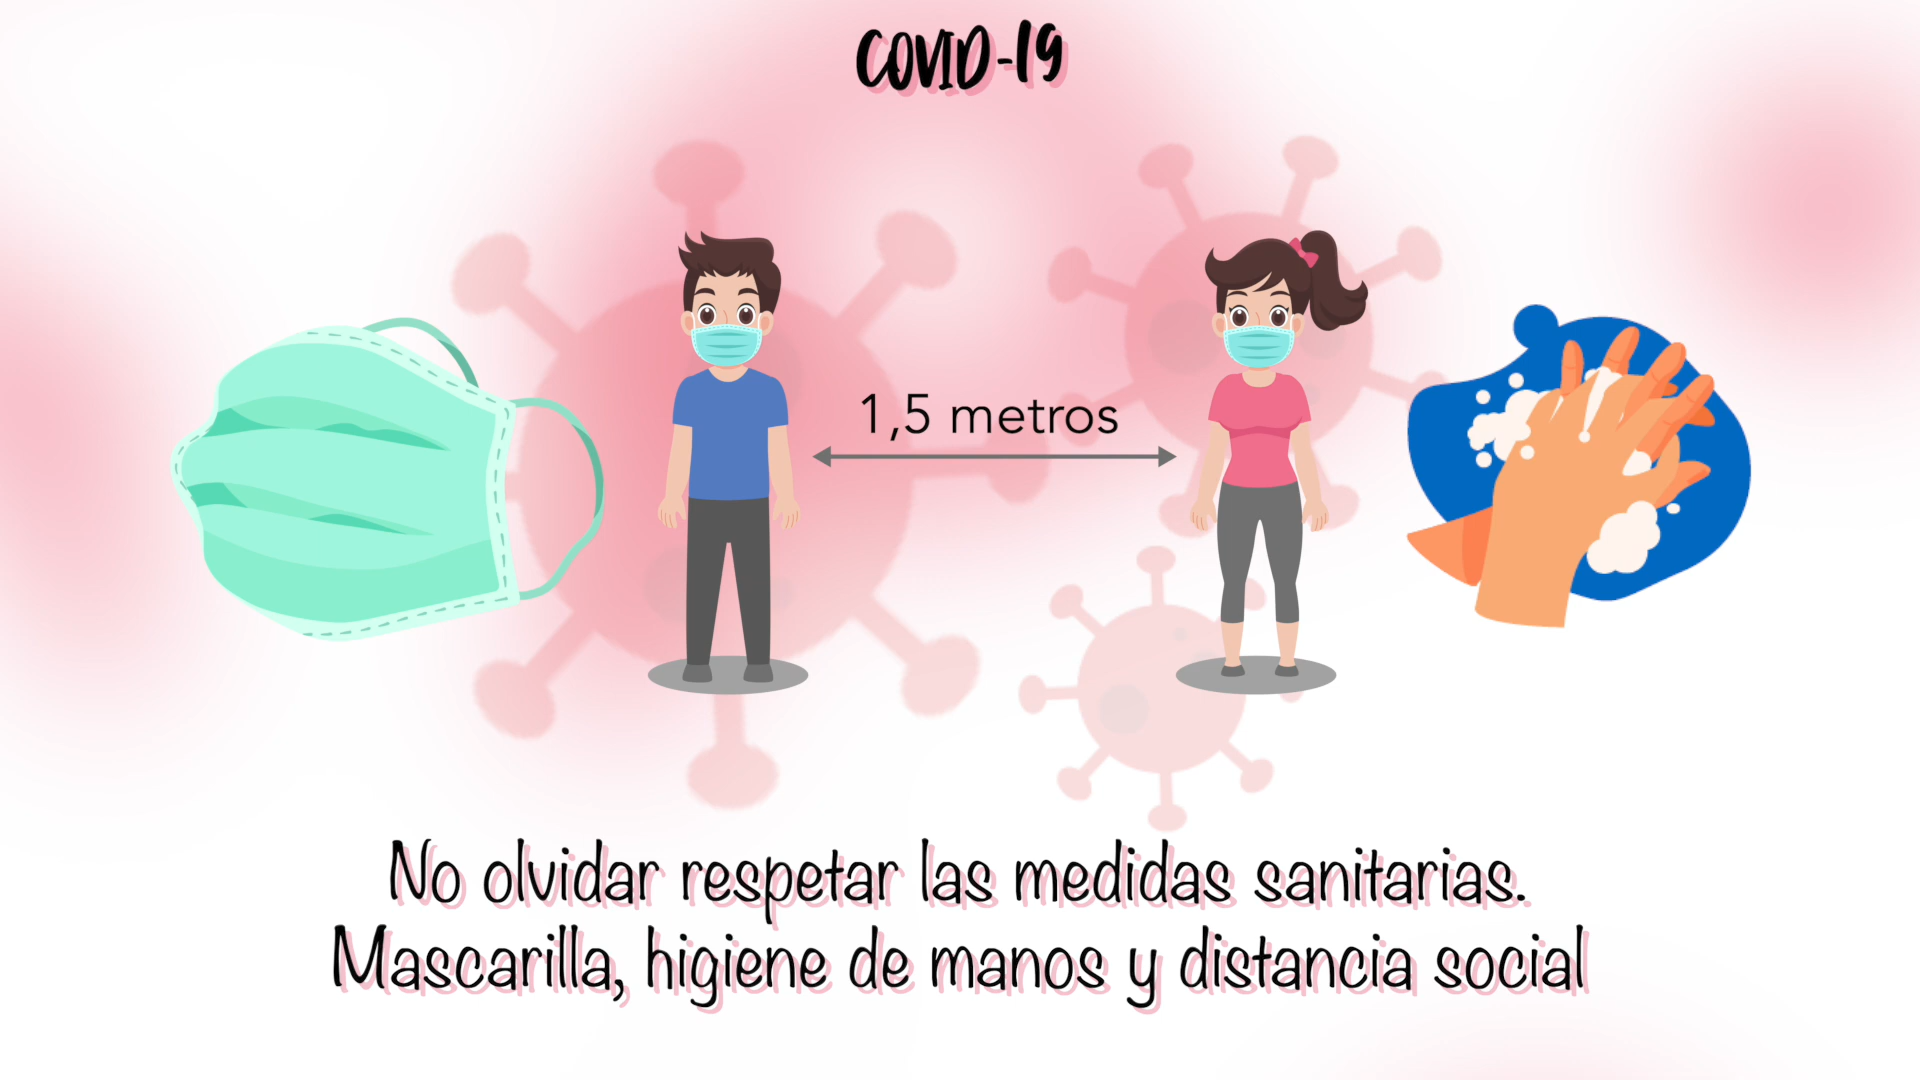 COVID-19
1,5 metros
No olvidar respetar las medidas sanitarias.
Mascarilla, higiene de manos y distancia social